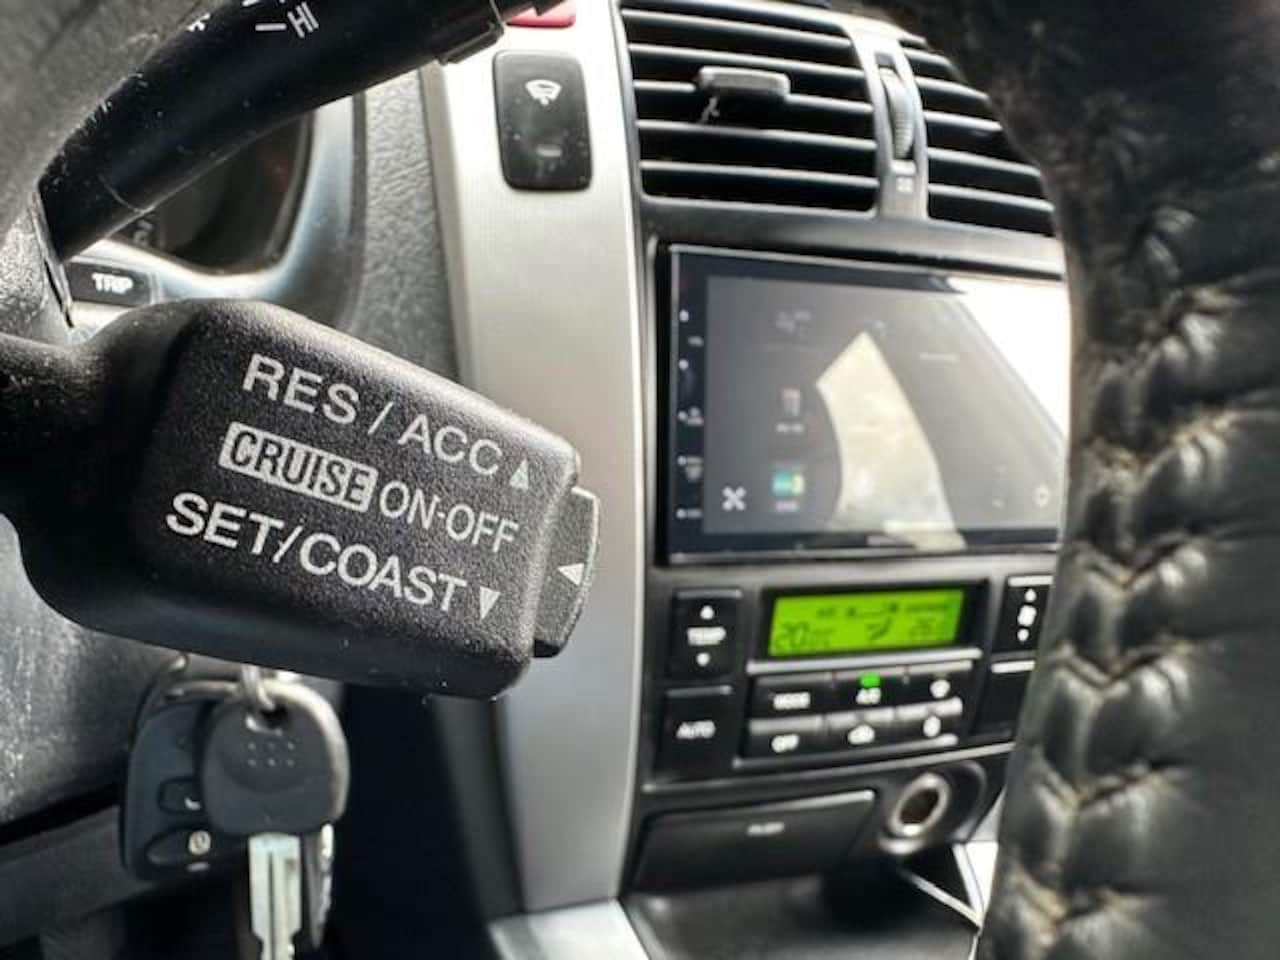 HI
TRIP
RES / ACC ▲
CRUISE ON-OFF
SET/COAST ▼
TEMP
MODE
A/C
AUTO
OFF